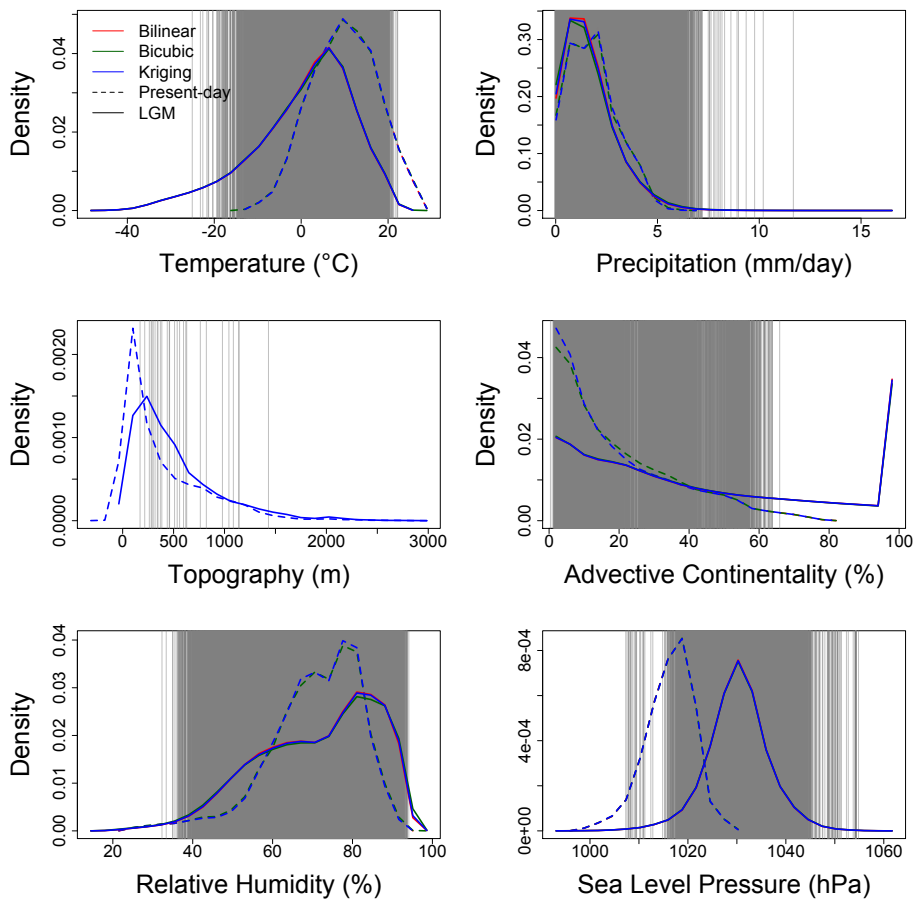 Density
0.00 0.02 0.04
Bilinear
Bicubic
Kriging
Present-day
LGM
-40 -20 0 20
Temperature (°C)
Density
0.00 0.10 0.20 0.30
0 5 10 15
Precipitation (mm/day)
Density
0.0000 0.0010 0.0020
0 500 1000 2000 3000
Topography (m)
Density
0.00 0.02 0.04
0 20 40 60 80 100
Advective Continentality (%)
Density
0.00 0.01 0.02 0.03 0.04
20 40 60 80 100
Relative Humidity (%)
Density
0e+00 4e-04 8e-04
1000 1020 1040 1060
Sea Level Pressure (hPa)